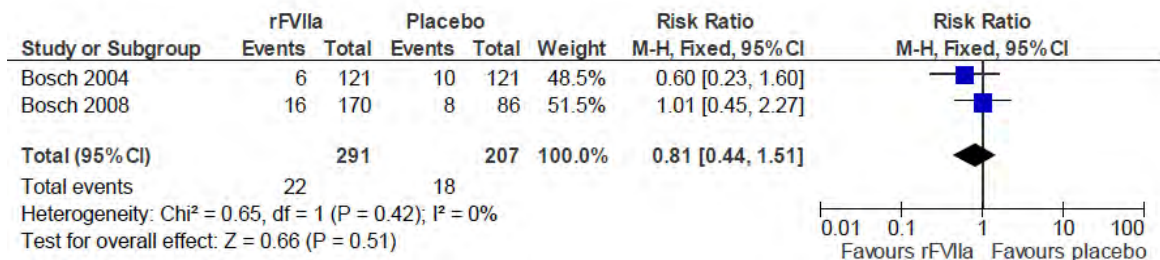 rFVIIa Placebo Risk Ratio Risk Ratio
Study or Subgroup Events Total Events Total Weight M-H, Fixed, 95%CI M-H, Fixed, 95%CI
Bosch 2004 6 121 10 121 48.5% 0.60 [0.23, 1.60]
Bosch 2008 16 170 8 86 51.5% 1.01 [0.45, 2.27]
Total (95%CI) 291 207 100.0% 0.81 [0.44, 1.51]
Total events 22 18
Heterogeneity: Chi² = 0.65, df = 1 (P = 0.42); I² = 0%
Test for overall effect: Z = 0.66 (P = 0.51)
0.01 0.1 1 10 100
Favours rFVIIa Favours placebo